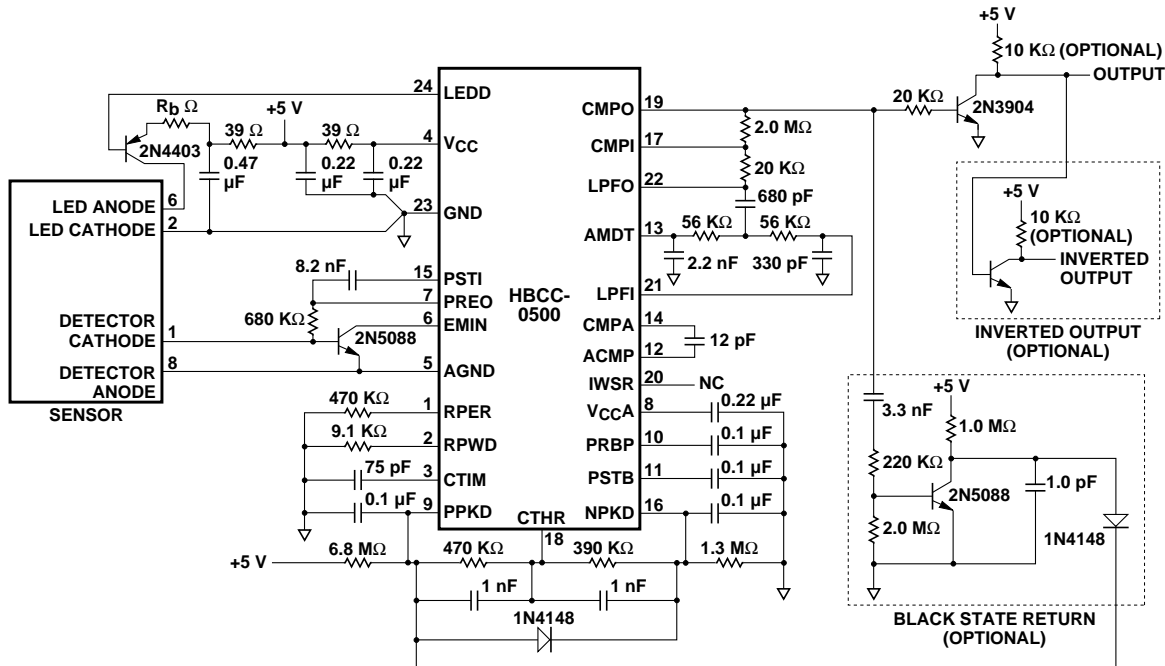 +5 V
10 KΩ (OPTIONAL)
OUTPUT
24
LEDD
CMPO
19
20 KΩ
2N3904
Rb Ω
+5 V
39 Ω
39 Ω
4
VCC
2.0 MΩ
CMPI
17
2N4403
0.47
µF
0.22
µF
0.22
µF
20 KΩ
LPFO
22
680 pF
6
LED ANODE
2
LED CATHODE
23
GND
AMDT
13
56 KΩ
56 KΩ
2.2 nF
330 pF
+5 V
10 KΩ
(OPTIONAL)
INVERTED
OUTPUT
INVERTED OUTPUT
(OPTIONAL)
8.2 nF
15
PSTI
7
PREO
HBCC-
0500
21
LPFI
680 KΩ
2N5088
6
EMIN
CMPA
14
12 pF
ACMP
12
DETECTOR
CATHODE
1
8
DETECTOR
ANODE
SENSOR
5
AGND
IWSR
20
NC
470 KΩ
1
RPER
VCCA
8
0.22 µF
9.1 KΩ
2
RPWD
PRBP
10
0.1 µF
75 pF
3
CTIM
PSTB
11
0.1 µF
0.1 µF
9
PPKD
CTHR
18
NPKD
16
0.1 µF
+5 V
3.3 nF
1.0 MΩ
220 KΩ
2N5088
1.0 pF
2.0 MΩ
1N4148
BLACK STATE RETURN
(OPTIONAL)
+5 V
6.8 MΩ
470 KΩ
390 KΩ
1.3 MΩ
1 nF
1 nF
1N4148